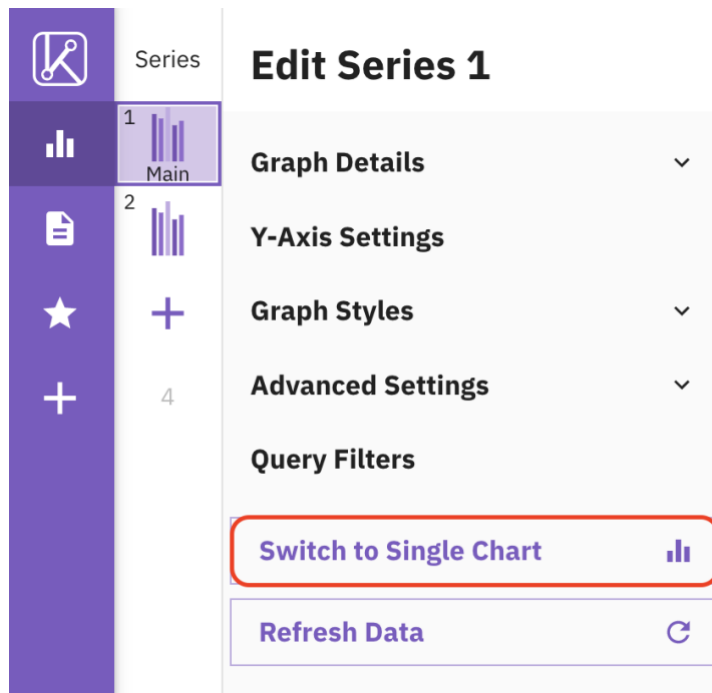 Series
1
Main
2
4
Edit Series 1
Graph Details
Y-Axis Settings
Graph Styles
Advanced Settings
Query Filters
Switch to Single Chart
Refresh Data